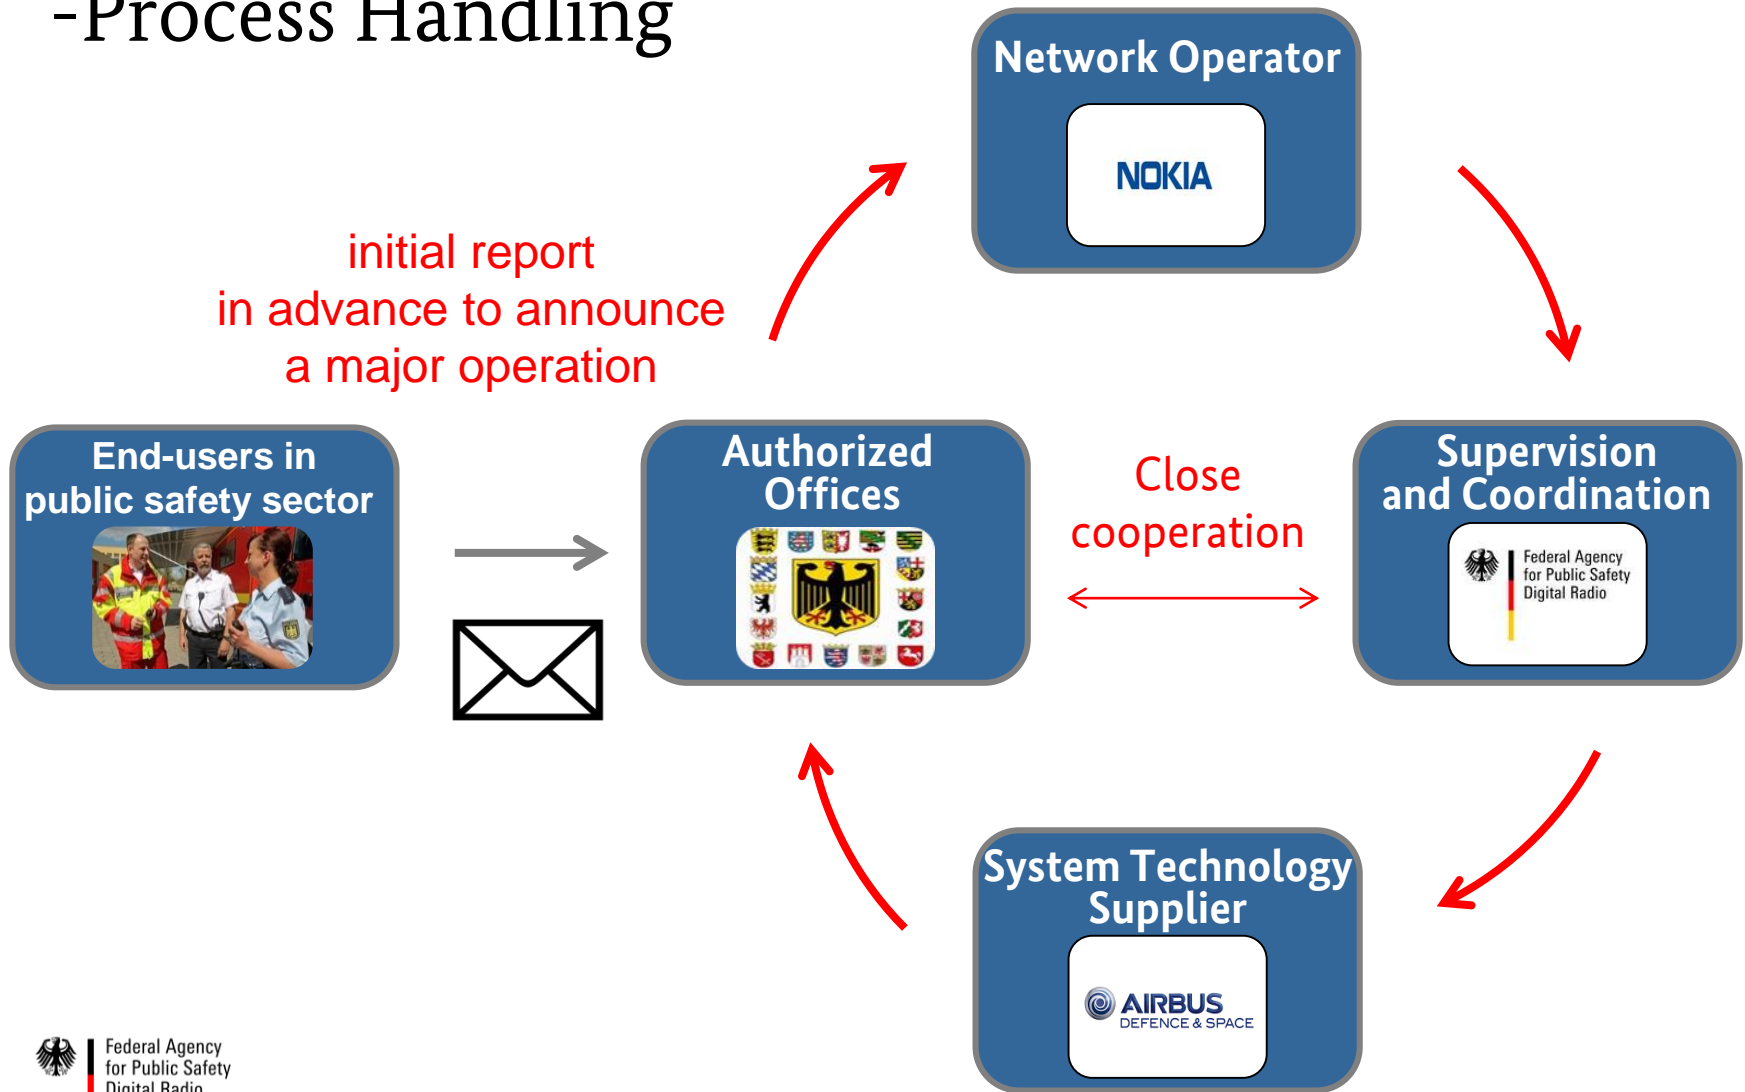 -Process Handling
Network Operator
NOKIA
initial report
in advance to announce
a major operation
End-users in
public safety sector
Authorized
Offices
Close
cooperation
Supervision
and Coordination
Federal Agency
for Public Safety
Digital Radio
System Technology
Supplier
AIRBUS
DEFENCE & SPACE
Federal Agency
for Public Safety
Digital Radio